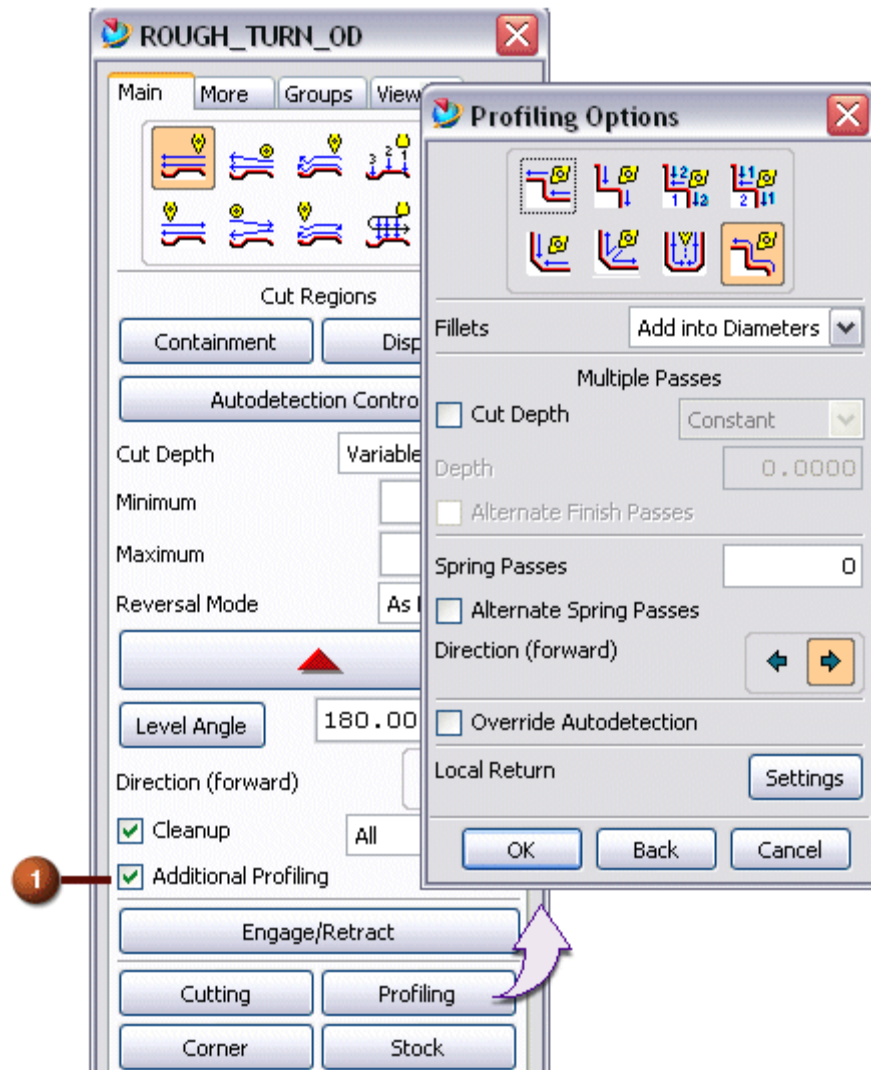 ROUGH_TURN_OD
Main More Groups View
3 2 1
Cut Regions
Containment Disp
Autodetection Contro
Cut Depth Variable
Minimum
Maximum
Reversal Mode As
Level Angle 180.00
Direction (forward)
Cleanup All
1 Additional Profiling
Engage/Retract
Cutting Profiling
Corner Stock
Profiling Options
Fillets Add into Diameters
Multiple Passes
Cut Depth Constant
Depth 0.0000
Alternate Finish Passes
Spring Passes 0
Alternate Spring Passes
Direction (forward)
Override Autodetection
Local Return Settings
OK Back Cancel